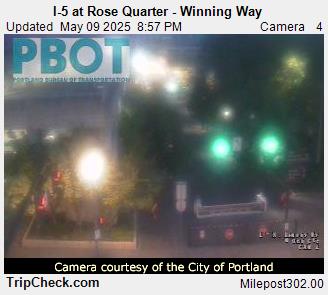 I-5 at Rose Quarter - Winning Way
Updated May 09 2025 8:57 PM Camera 4
PBOT
PORTLAND BUREAU OF TRANSPORTATION
Camera courtesy of the City of Portland
TripCheck.com Milepost302.00